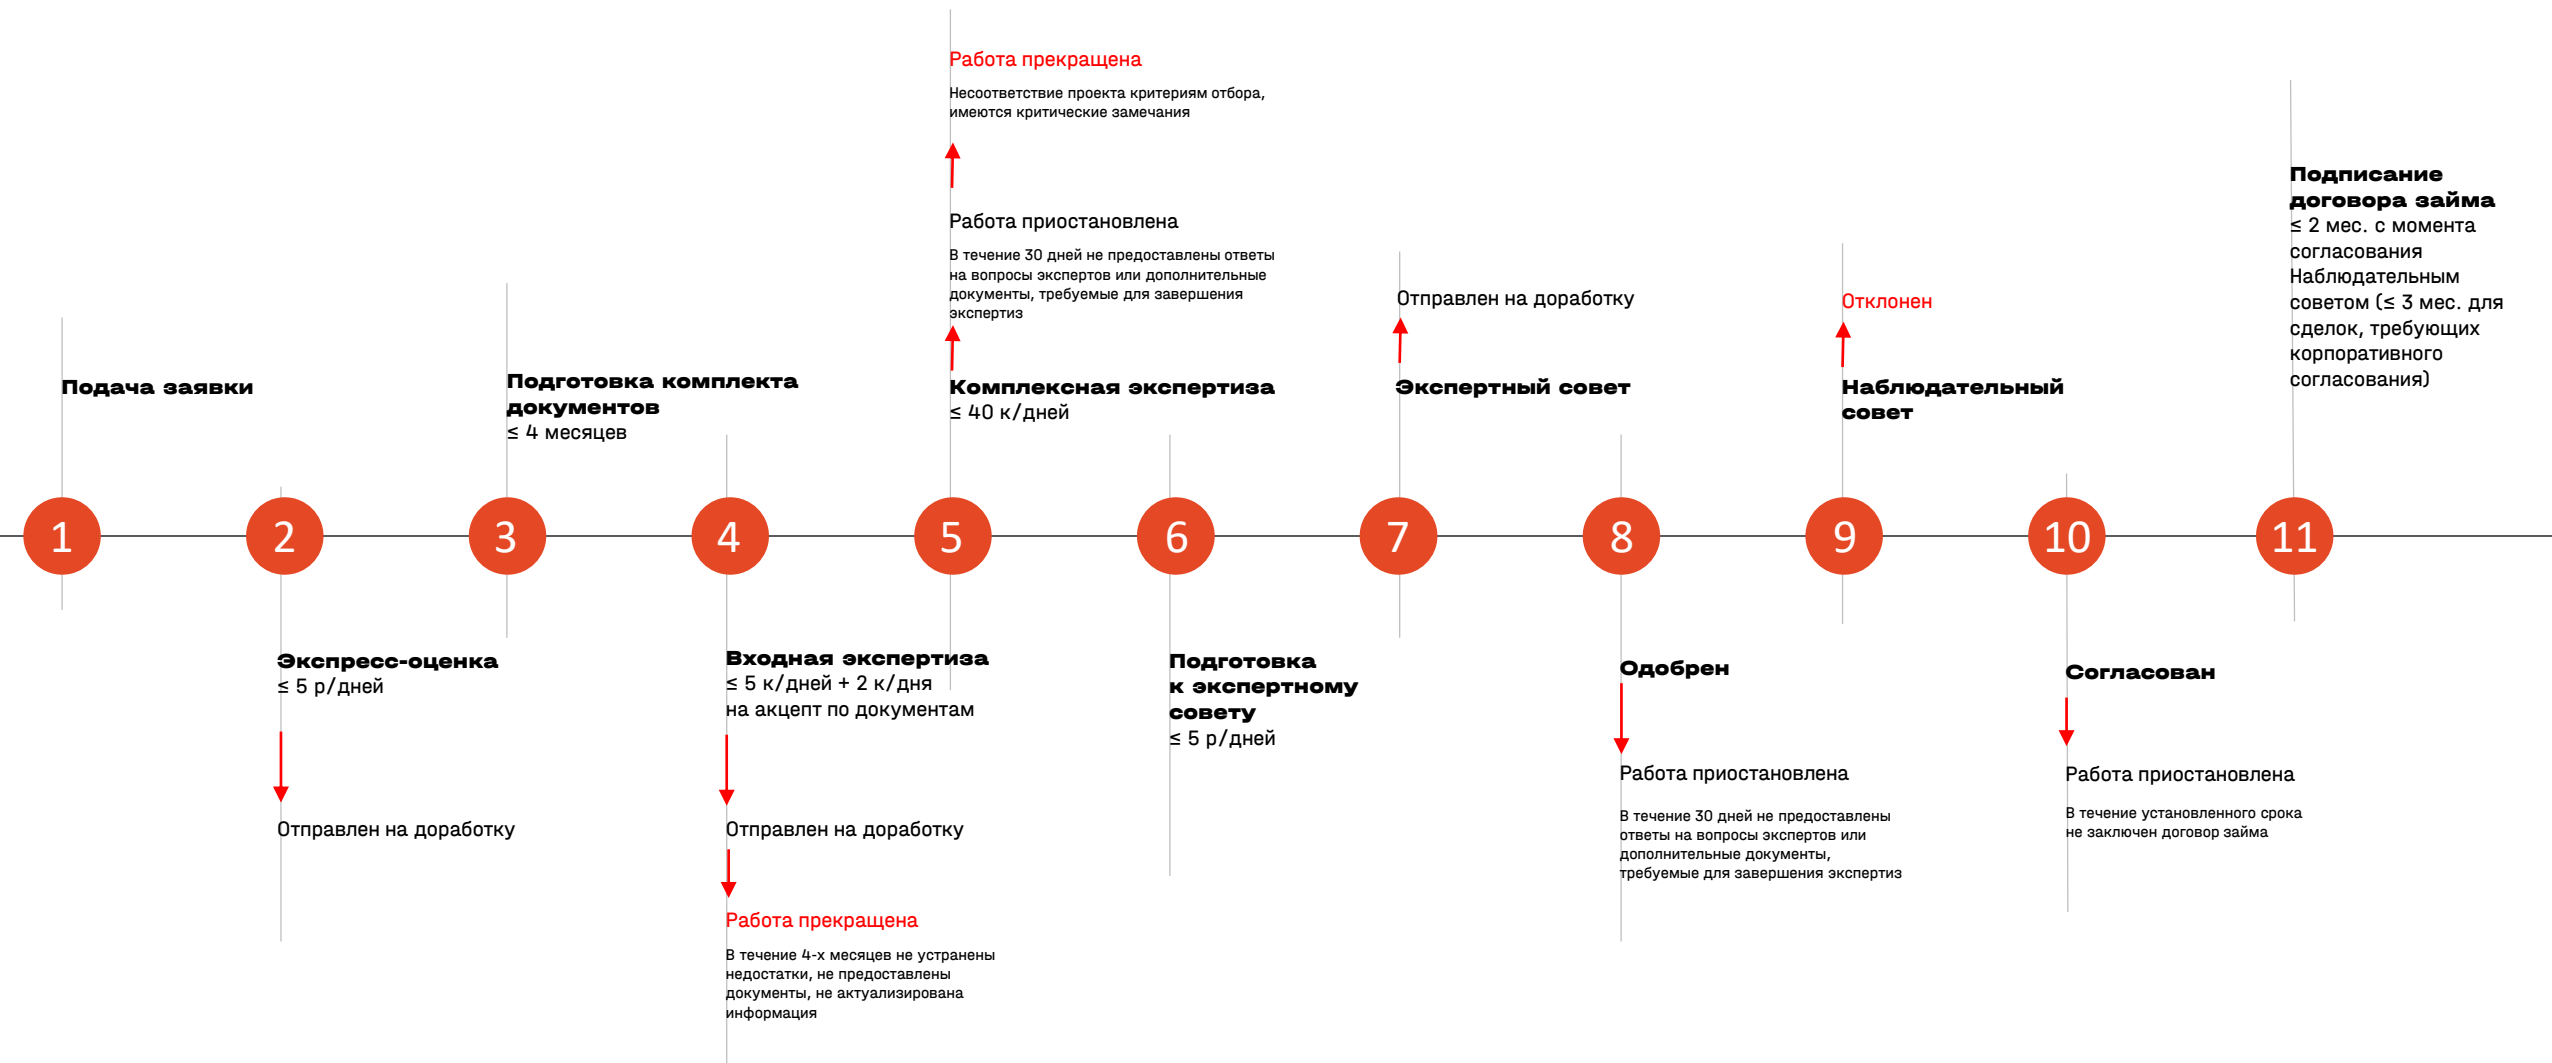 Работа прекращена
Несоответствие проекта критериям отбора,
имеются критические замечания
Работа приостановлена
В течение 30 дней не предоставлены ответы
на вопросы экспертов или дополнительные
документы, требуемые для завершения
экспертиз
Отправлен на доработку
Отклонен
Подписание
договора займа
≤ 2 мес. с момента
согласования
Наблюдательным
советом (≤ 3 мес. для
сделок, требующих
корпоративного
согласования)
Подача заявки
Подготовка комплекта
документов
≤ 4 месяцев
Комплексная экспертиза
≤ 40 к/дней
Экспертный совет
Наблюдательный
совет
1
2
3
4
5
6
7
8
9
10
11
Экспресс-оценка
≤ 5 р/дней
Отправлен на доработку
Входная экспертиза
≤ 5 к/дней + 2 к/дня
на акцепт по документам
Отправлен на доработку
Работа прекращена
В течение 4-х месяцев не устранены
недостатки, не предоставлены
документы, не актуализирована
информация
Подготовка
к экспертному
совету
≤ 5 р/дней
Одобрен
Работа приостановлена
В течение 30 дней не предоставлены
ответы на вопросы экспертов или
дополнительные документы,
требуемые для завершения экспертиз
Согласован
Работа приостановлена
В течение установленного срока
не заключен договор займа